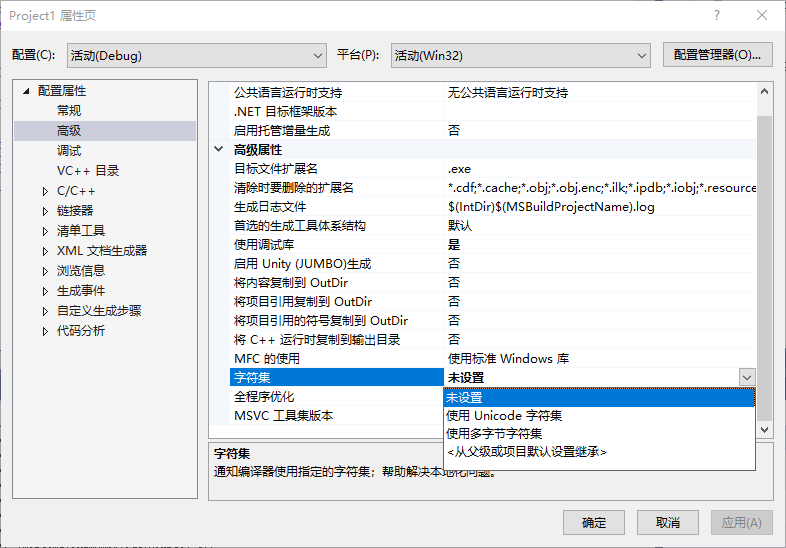 Project1 属性页
配置(C): 活动(Debug) 平台(P): 活动(Win32) 配置管理器(O)...
配置属性
常规
高级
调试
VC++ 目录
C/C++
链接器
清单工具
XML 文档生成器
浏览信息
生成事件
自定义生成步骤
代码分析
公共语言运行时支持 无公共语言运行时支持
.NET 目标框架版本
启用托管增量生成 否
高级属性
目标文件扩展名 .exe
清除时要删除的扩展名 *.cdf;*.cache;*.obj;*.obj.enc;*.ilk;*.ipdb;*.iobj;*.resource
生成日志文件 $(IntDir)$(MSBuildProjectName).log
首选的生成工具体系结构 默认
使用调试库 是
启用 Unity (JUMBO)生成 否
将内容复制到 OutDir 否
将项目引用复制到 OutDir 否
将项目引用的符号复制到 OutDir 否
将 C++ 运行时复制到输出目录 否
MFC 的使用 使用标准 Windows 库
字符集 未设置
全程序优化
MSVC 工具集版本
未设置
使用 Unicode 字符集
使用多字节字符集
<从父级或项目默认设置继承>
字符集
通知编译器使用指定的字符集；帮助解决本地化问题。
确定 取消 应用(A)